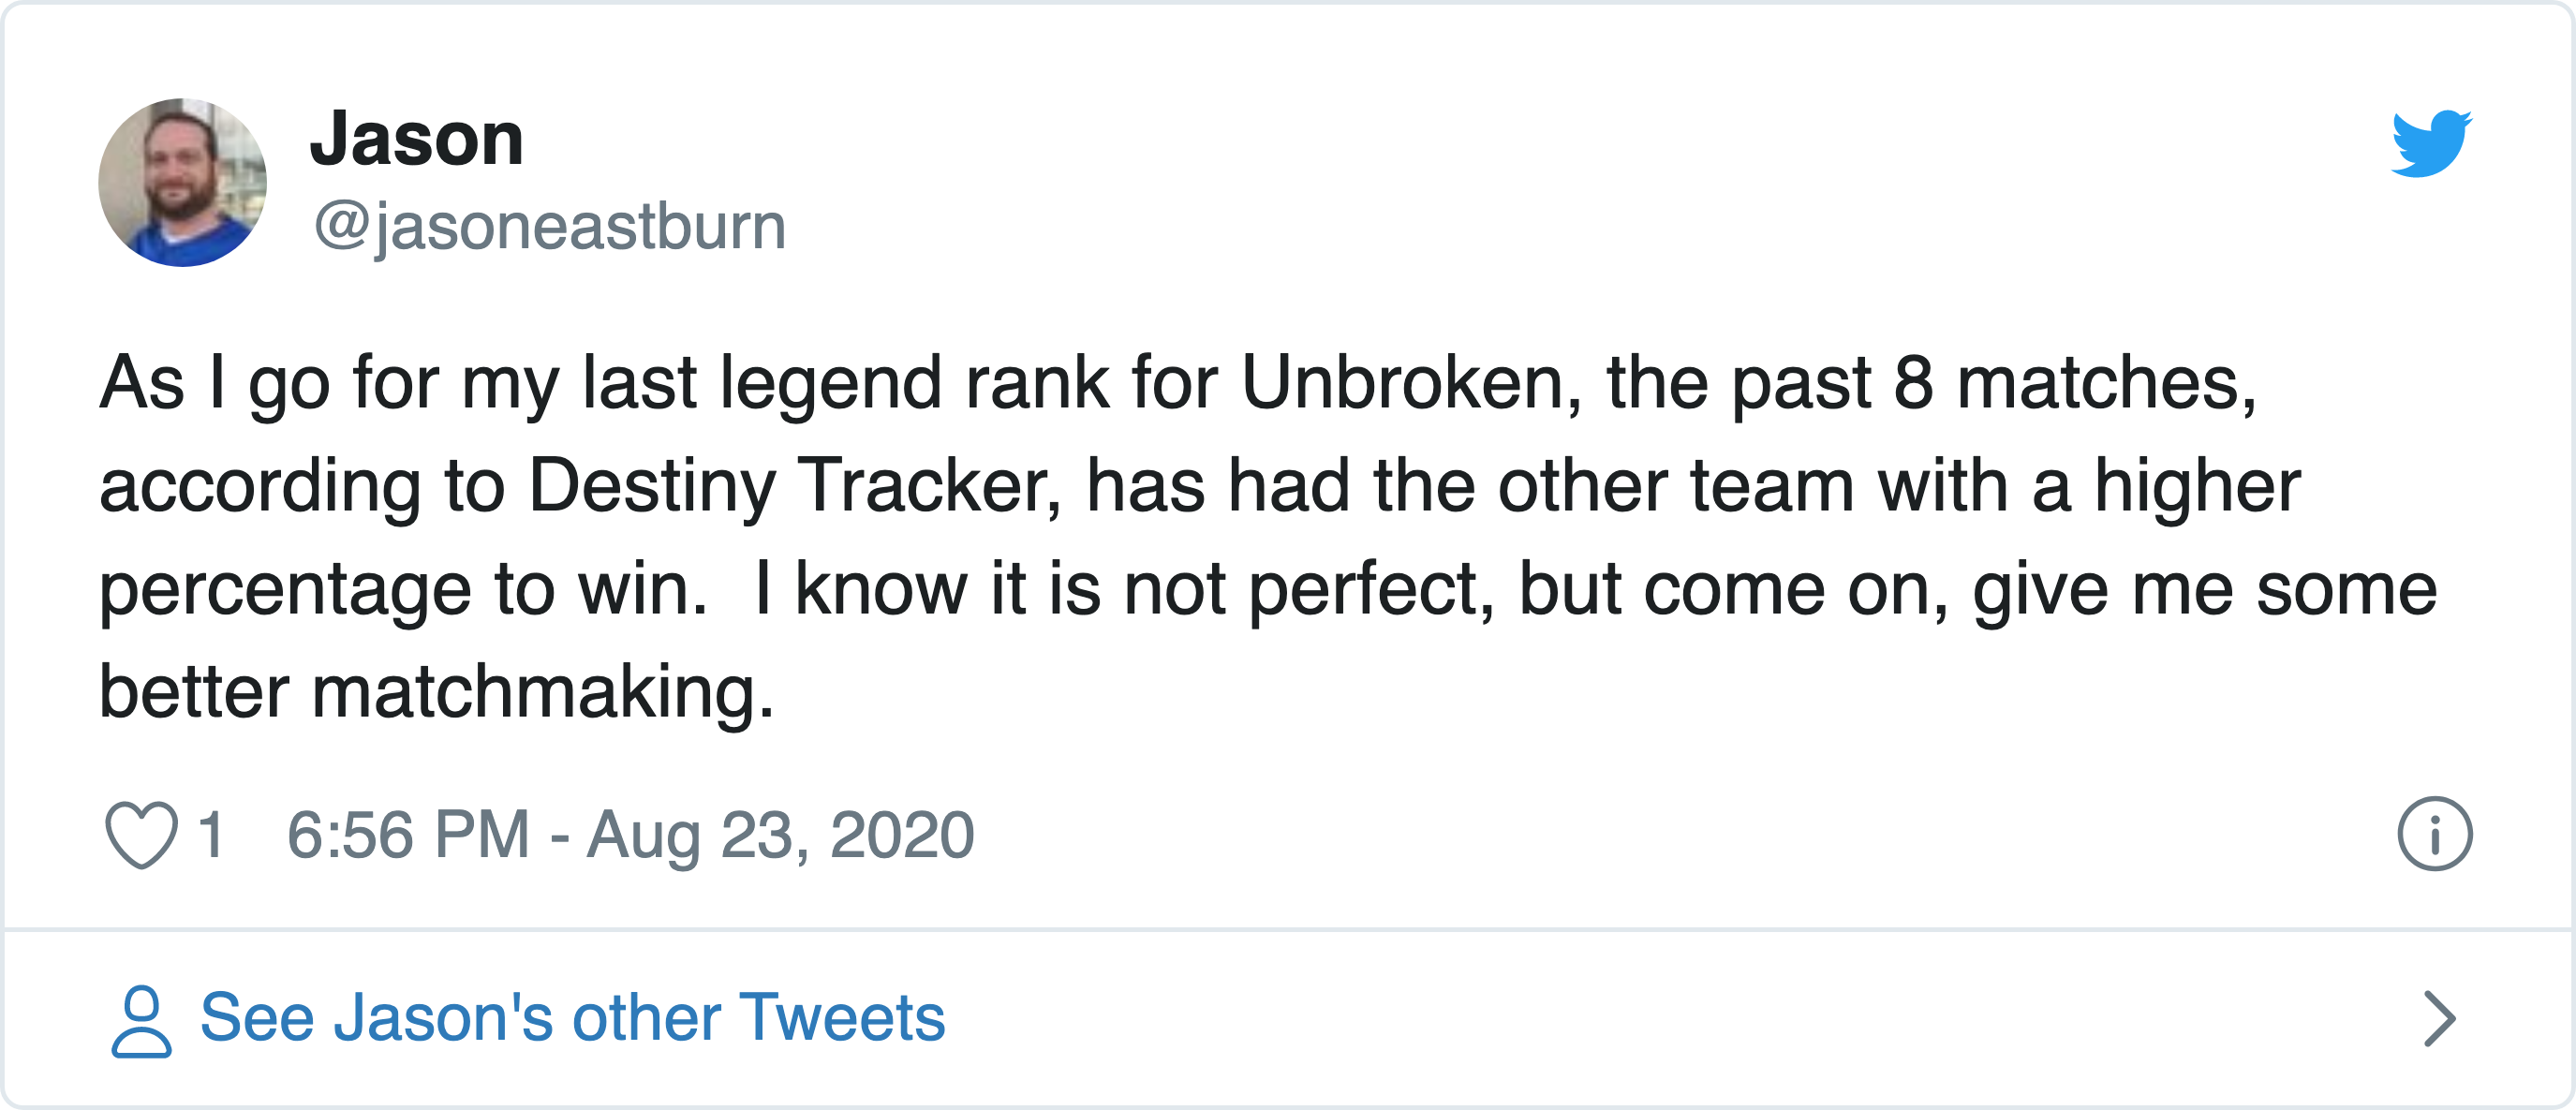 Jason
@jasoneastburn
As I go for my last legend rank for Unbroken, the past 8 matches,
according to Destiny Tracker, has had the other team with a higher
percentage to win.  I know it is not perfect, but come on, give me some
better matchmaking.
1 6:56 PM - Aug 23, 2020
See Jason's other Tweets